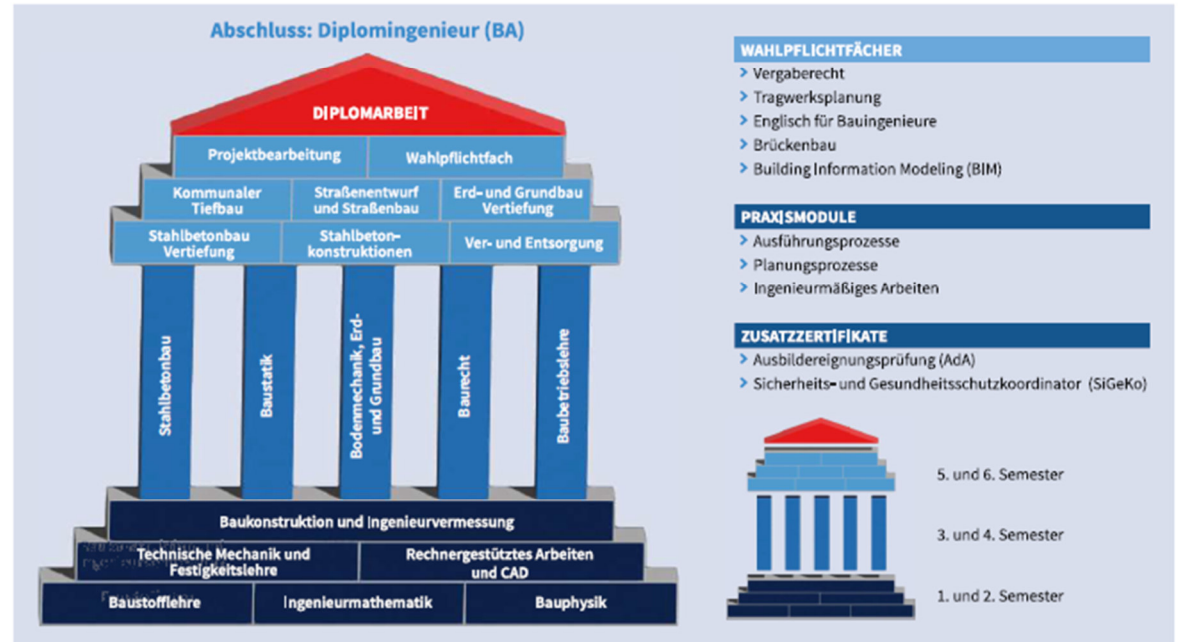 Abschluss: Diplomingenieur (BA)
DIPLOMARBEIT
Projektbearbeitung
Wahlpflichtfach
Kommunaler
Tiefbau
Straßenentwurf
und Straßenbau
Erd- und Grundbau
Vertiefung
Stahlbetonbau
Vertiefung
Stahlbeton-
konstruktionen
Ver- und Entsorgung
Stahlbetonbau
Baustatik
Bodenmechanik, Erd-
und Grundbau
Baurecht
Baubetriebslehre
Baukonstruktion und Ingenieurvermessung
Technische Mechanik und
Festigkeitslehre
Rechnergestütztes Arbeiten
und CAD
Baustofflehre
Ingenieurmathematik
Bauphysik
WAHLPFLICHTFÄCHER
> Vergaberecht
> Tragwerksplanung
> Englisch für Bauingenieure
> Brückenbau
> Building Information Modeling (BIM)
PRAXISMODULE
> Ausführungsprozesse
> Planungsprozesse
> Ingenieurmäßiges Arbeiten
ZUSATZZERTIFIKATE
> Ausbildereignungsprüfung (AdA)
> Sicherheits- und Gesundheitsschutzkoordinator (SiGeKo)
5. und 6. Semester
3. und 4. Semester
1. und 2. Semester